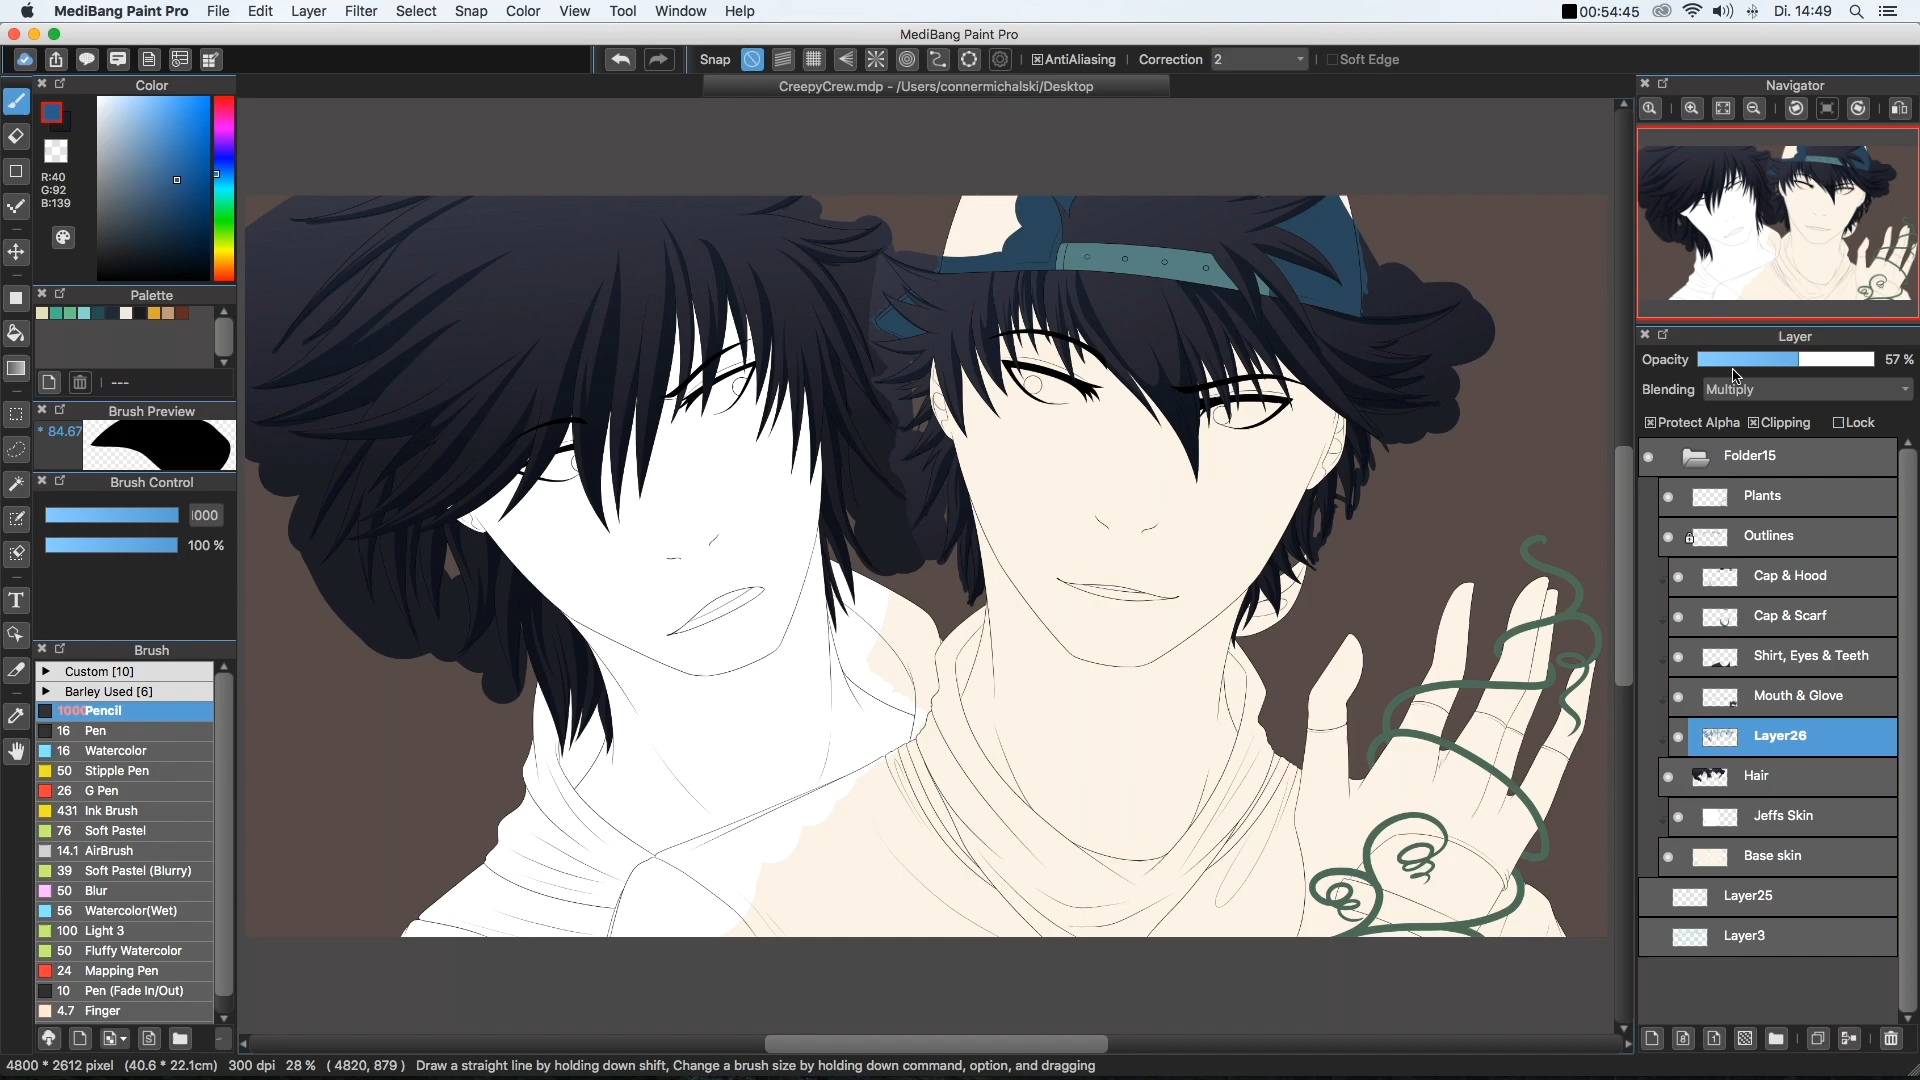 MediBang Paint Pro File Edit Layer Filter Select Snap Color View Tool Window Help 00:54:45 Di. 14:49
MediBang Paint Pro
Snap AntiAliasing Correction 2 Soft Edge
CreepyCrew.mdp - /Users/connermichalski/Desktop
Color
R:40
G:92
B:139
Palette
---
Brush Preview
* 84.67
Brush Control
100 %
Brush
Custom [10]
Barley Used [6]
Pencil
16 Pen
16 Watercolor
50 Stipple Pen
26 G Pen
431 Ink Brush
76 Soft Pastel
14.1 AirBrush
39 Soft Pastel (Blurry)
50 Blur
56 Watercolor(Wet)
100 Light 3
50 Fluffy Watercolor
24 Mapping Pen
10 Pen (Fade In/Out)
4.7 Finger
Navigator
Layer
Opacity 57 %
Blending Multiply
Protect Alpha Clipping Lock
Folder15
Plants
Outlines
Cap & Hood
Cap & Scarf
Shirt, Eyes & Teeth
Mouth & Glove
Layer26
Hair
Jeffs Skin
Base skin
Layer25
Layer3
4800 * 2612 pixel (40.6 * 22.1cm) 300 dpi 28 % ( 4820, 879 ) Draw a straight line by holding down shift, Change a brush size by holding down command, option, and dragging